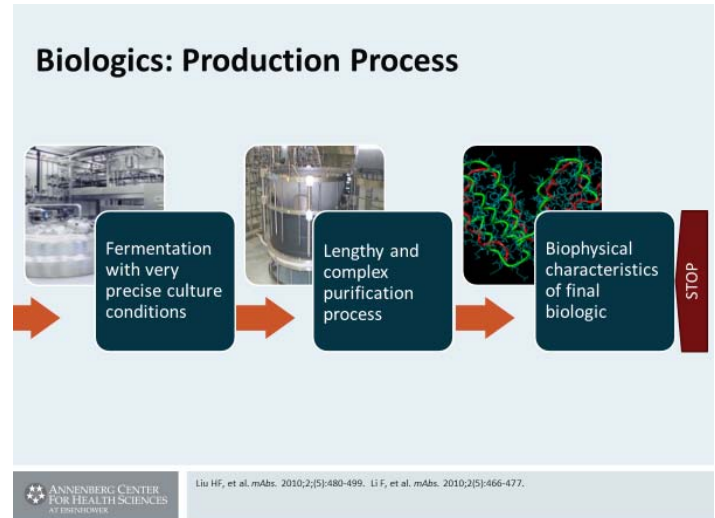 Biologics: Production Process
Fermentation
with very
precise culture
conditions
Lengthy and
complex
purification
process
Biophysical
characteristics
of final
biologic
STOP
ANNENBERG CENTER
FOR HEALTH SCIENCES
AT EISENHOWER
Liu HF, et al. mAbs. 2010;2;(5):480-499. Li F, et al. mAbs. 2010;2(5):466-477.